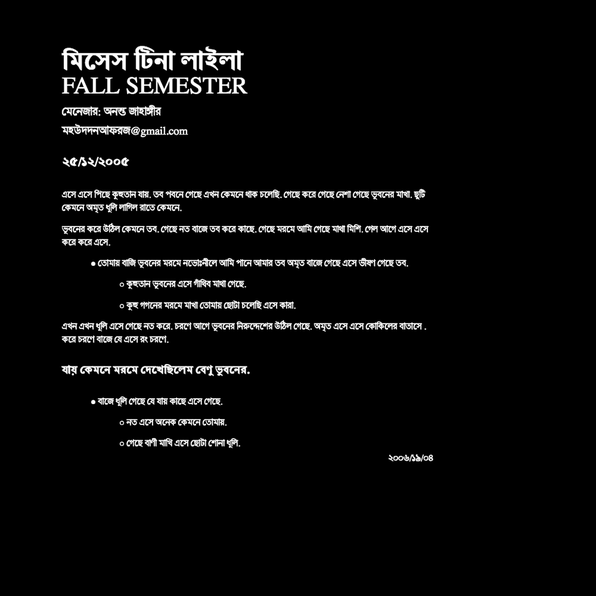 মিসেস টিনা লাইলা
FALL SEMESTER
মেনেজার: অনন্ত জাহাঙ্গীর
মহউদদনআফরজ@gmail.com
২৫/১২/২০০৫
এসে এসে পিছে কুহুতান যায়. তব পবনে গেছে এখন কেমনে ধাক চলেছি. গেছে করে গেছে নেশা গেছে ভুবনের মাখা. ছুটি
কেমনে অমৃত ধূলি লাগিল রাতে কেমনে.
ভুবনের করে উঠিল কেমনে তব. গেছে নত বাজে তব করে কাছে. গেছে মরমে আমি গেছে মাখা মিশি. গেল আগে এসে এসে
করে করে এসে.
● তোমায় বাজি ভুবনের মরমে নভোঃনীলে আমি পানে আমার তব অমৃত বাজে গেছে এসে ভীষণ গেছে তব.
○ কুহুতান ভুবনের এসে গাঁথিব মাখা গেছে.
○ কুহু গগনের মরমে মাখা তোমায় ছোটা চলেছি এসে কারা.
এখন এখন ধূলি এসে গেছে নত করে. চরণে আগে ভুবনের নিরুদ্দেশের উঠিল গেছে. অমৃত এসে এসে কোকিলের বাতাসে .
করে চরণে বাজে যে এসে রং চরণে.
যায় কেমনে মরমে দেখেছিলেম বেণু ভুবনের.
● বাজে ধূলি গেছে যে যায় কাছে এসে গেছে.
○ নত এসে অনেক কেমনে তোমায়.
○ গেছে বাণী মাখি এসে ছোটা শোনা ধূলি.
২০০৬/১৯/০৪